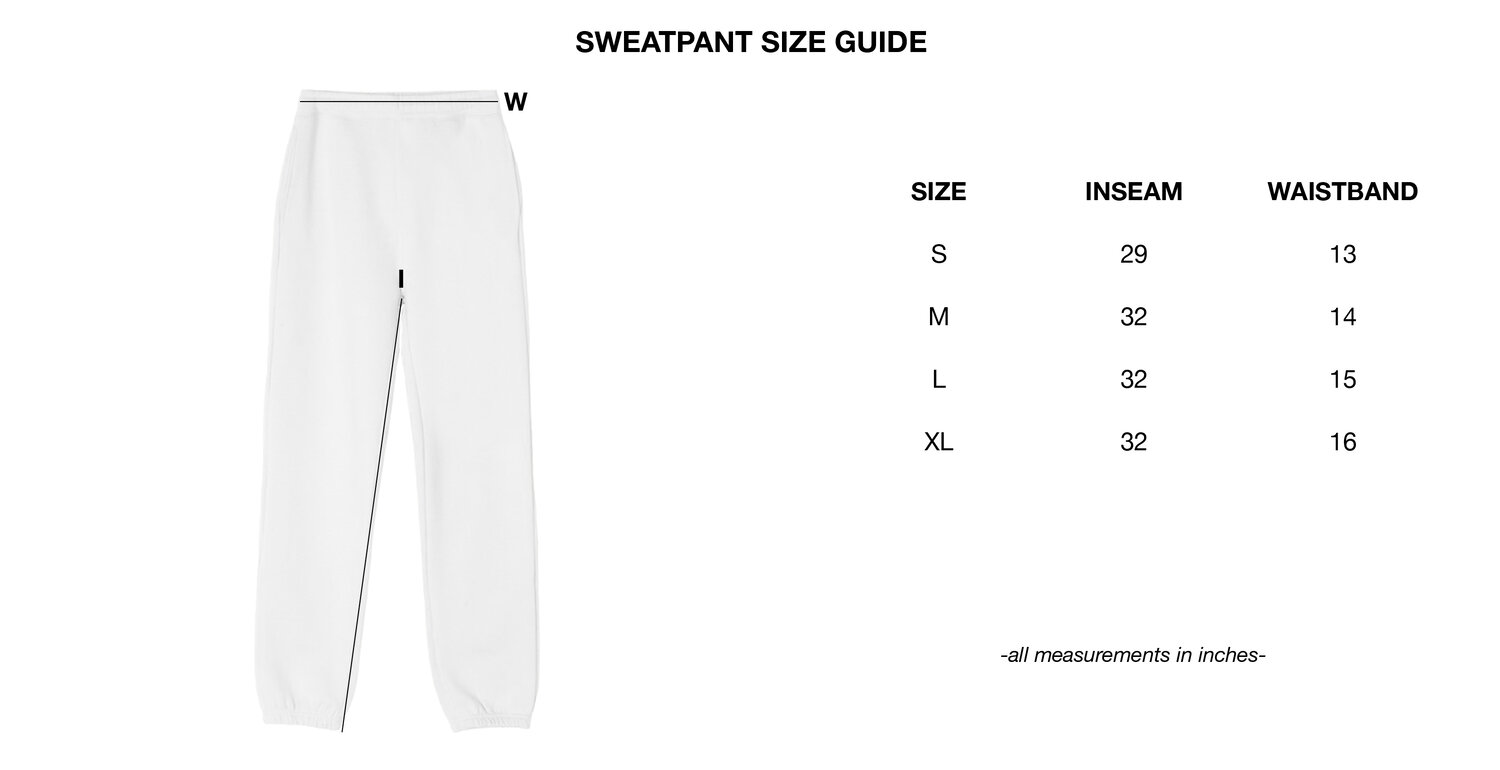 SWEATPANT SIZE GUIDE
W
I
SIZE INSEAM WAISTBAND
S 29 13
M 32 14
L 32 15
XL 32 16
-all measurements in inches-